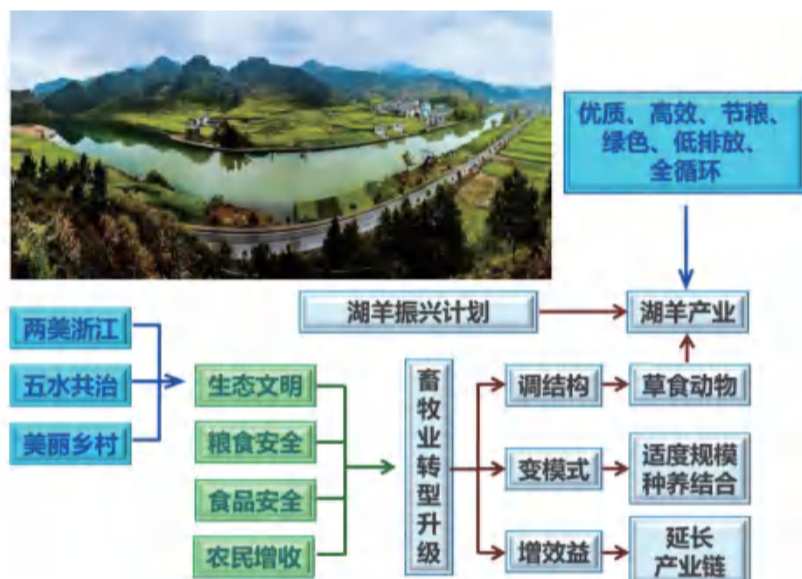 优质、高效、节粮、
绿色、低排放、
全循环
湖羊振兴计划
湖羊产业
两美浙江
五水共治
美丽乡村
生态文明
粮食安全
食品安全
农民增收
畜牧业转型升级
调结构
草食动物
变模式
适度规模
种养结合
增效益
延长
产业链